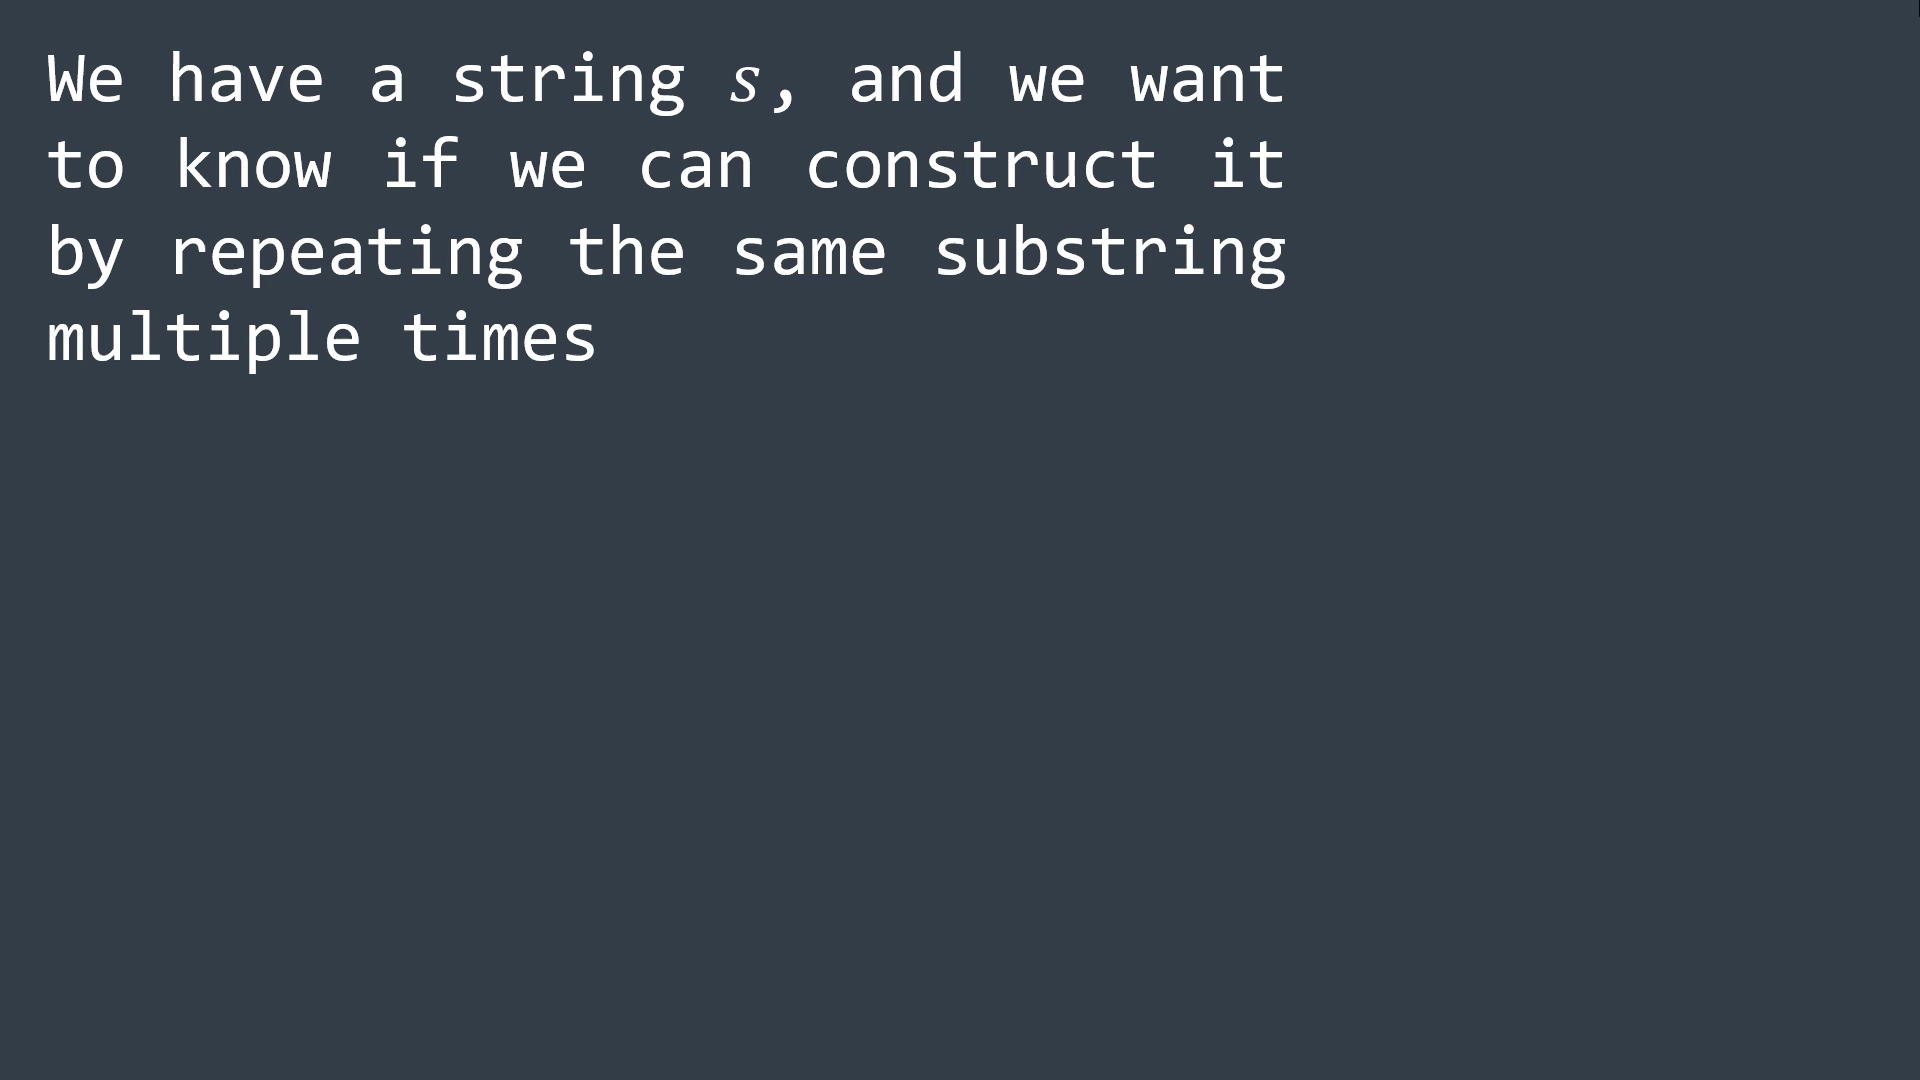 We have a string s, and we want
to know if we can construct it
by repeating the same substring
multiple times